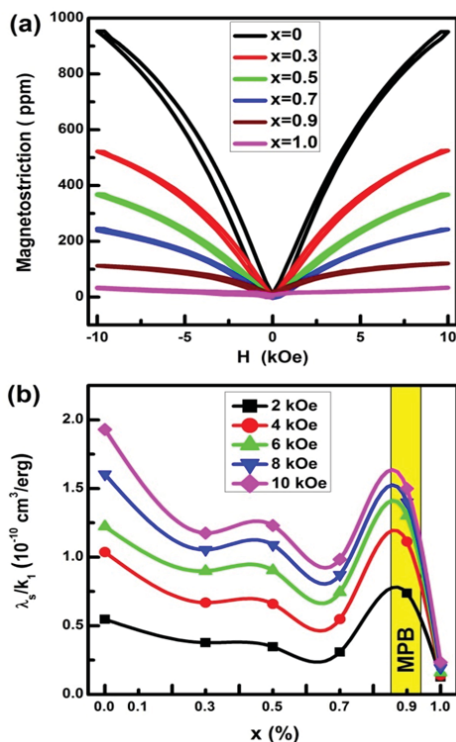 (a)
1000
800
600
400
200
0
Magnetostriction ( ppm)
x=0
x=0.3
x=0.5
x=0.7
x=0.9
x=1.0
-10 -5 0 5 10
H (kOe)
(b)
2.0
1.5
1.0
0.5
0.0
λs/k1 (10-10 cm3/erg)
2 kOe
4 kOe
6 kOe
8 kOe
10 kOe
MPB
0.0 0.1 0.3 0.5 0.7 0.9 1.0
x (%)